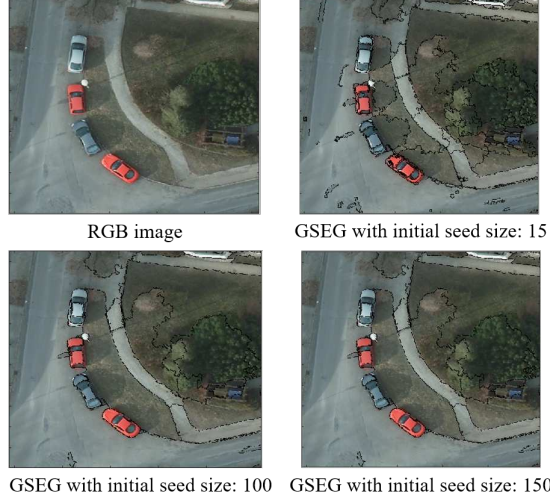 RGB image
GSEG with initial seed size: 15
GSEG with initial seed size: 100
GSEG with initial seed size: 150